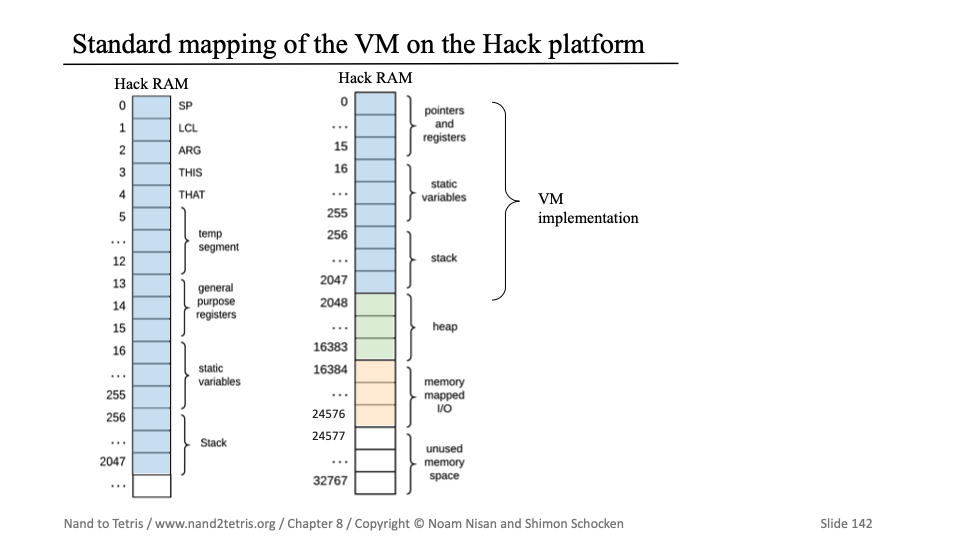 Standard mapping of the VM on the Hack platform
Hack RAM
0 SP
1 LCL
2 ARG
3 THIS
4 THAT
5
...
12
temp
segment
13
14
15
general
purpose
registers
16
...
255
static
variables
256
...
2047
Stack
...
Hack RAM
0
...
15
pointers
and
registers
16
...
255
static
variables
256
...
2047
stack
2048
...
16383
heap
16384
...
24576
memory
mapped
I/O
24577
...
32767
unused
memory
space
VM
implementation
Nand to Tetris / www.nand2tetris.org / Chapter 8 / Copyright © Noam Nisan and Shimon Schocken
Slide 142